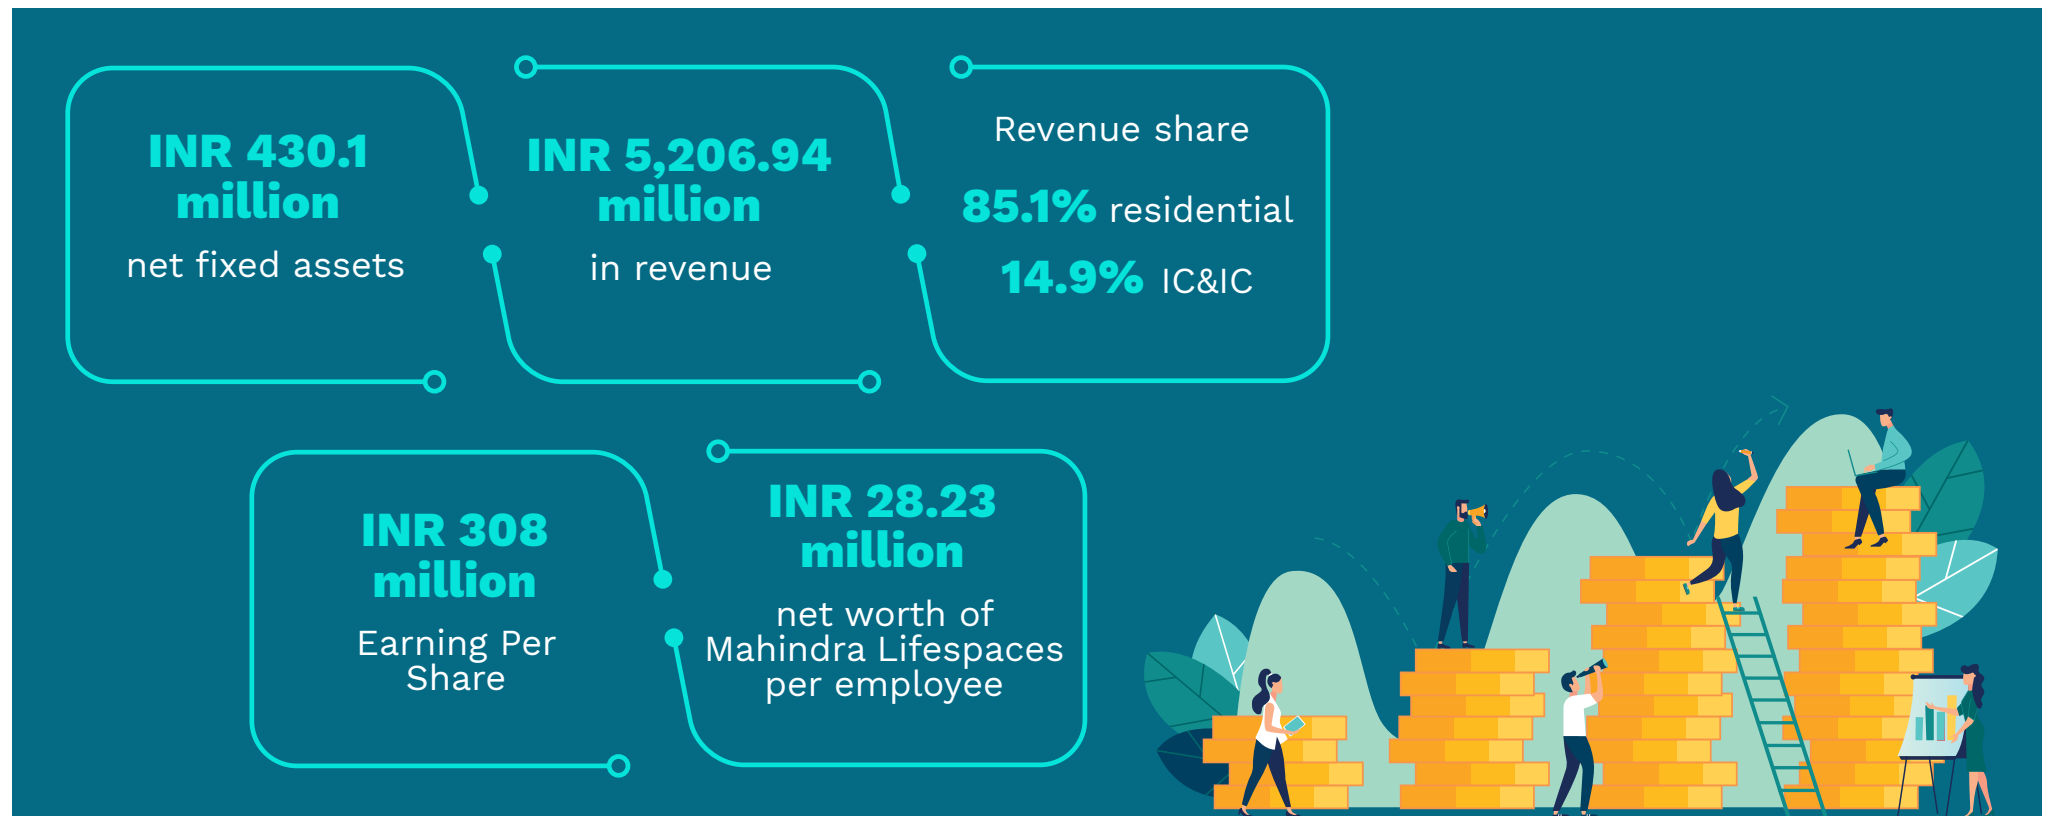 INR 430.1
million
net fixed assets
INR 5,206.94
million
in revenue
Revenue share
85.1% residential
14.9% IC&IC
INR 308
million
Earning Per
Share
INR 28.23
million
net worth of
Mahindra Lifespaces
per employee